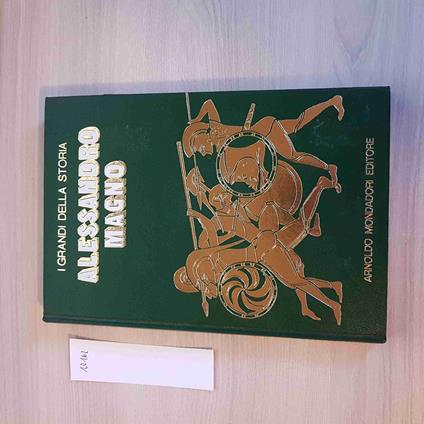 I GRANDI DELLA STORIA
ALESSANDRO
MAGNO
ARNOLDO MONDADORI EDITORE